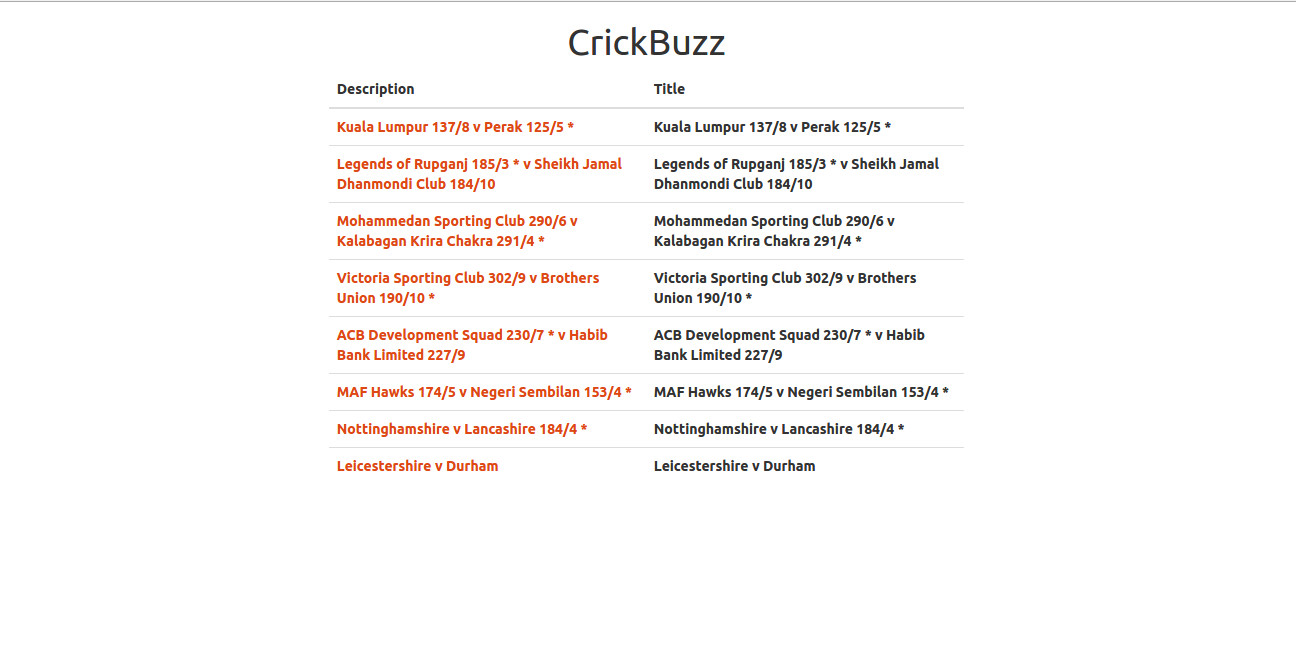 CrickBuzz
Description Title
Kuala Lumpur 137/8 v Perak 125/5 * Kuala Lumpur 137/8 v Perak 125/5 *
Legends of Rupganj 185/3 * v Sheikh Jamal Legends of Rupganj 185/3 * v Sheikh Jamal
Dhanmondi Club 184/10 Dhanmondi Club 184/10
Mohammedan Sporting Club 290/6 v Mohammedan Sporting Club 290/6 v
Kalabagan Krira Chakra 291/4 * Kalabagan Krira Chakra 291/4 *
Victoria Sporting Club 302/9 v Brothers Victoria Sporting Club 302/9 v Brothers
Union 190/10 * Union 190/10 *
ACB Development Squad 230/7 * v Habib ACB Development Squad 230/7 * v Habib
Bank Limited 227/9 Bank Limited 227/9
MAF Hawks 174/5 v Negeri Sembilan 153/4 * MAF Hawks 174/5 v Negeri Sembilan 153/4 *
Nottinghamshire v Lancashire 184/4 * Nottinghamshire v Lancashire 184/4 *
Leicestershire v Durham Leicestershire v Durham